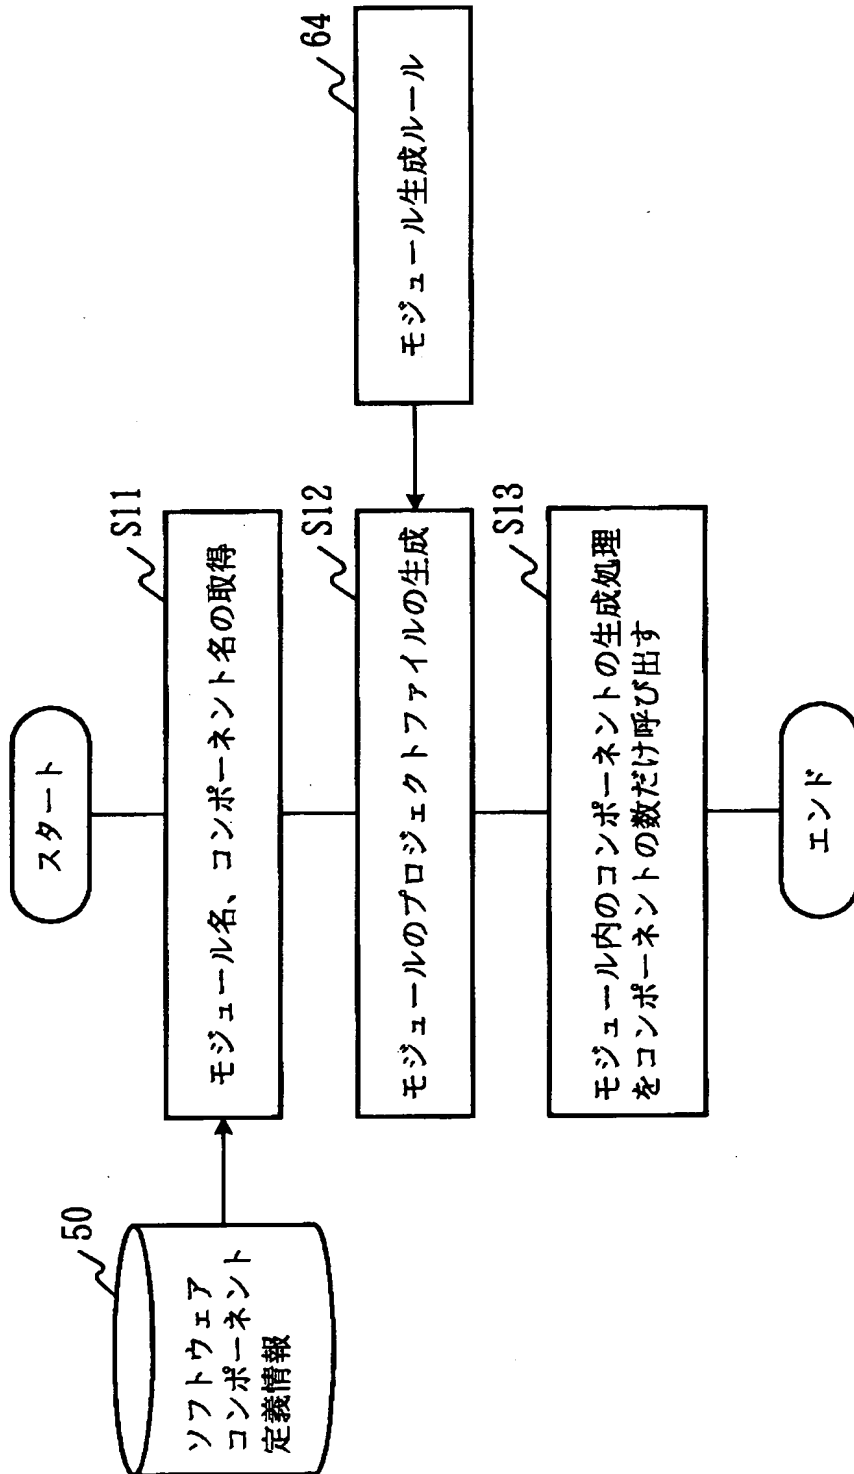 スタート
50
ソフトウェア
コンポーネント
定義情報
S11
モジュール名、コンポーネント名の取得
64
モジュール生成ルール
S12
モジュールのプロジェクトファイルの生成
S13
モジュール内のコンポーネントの生成処理
をコンポーネントの数だけ呼び出す
エンド